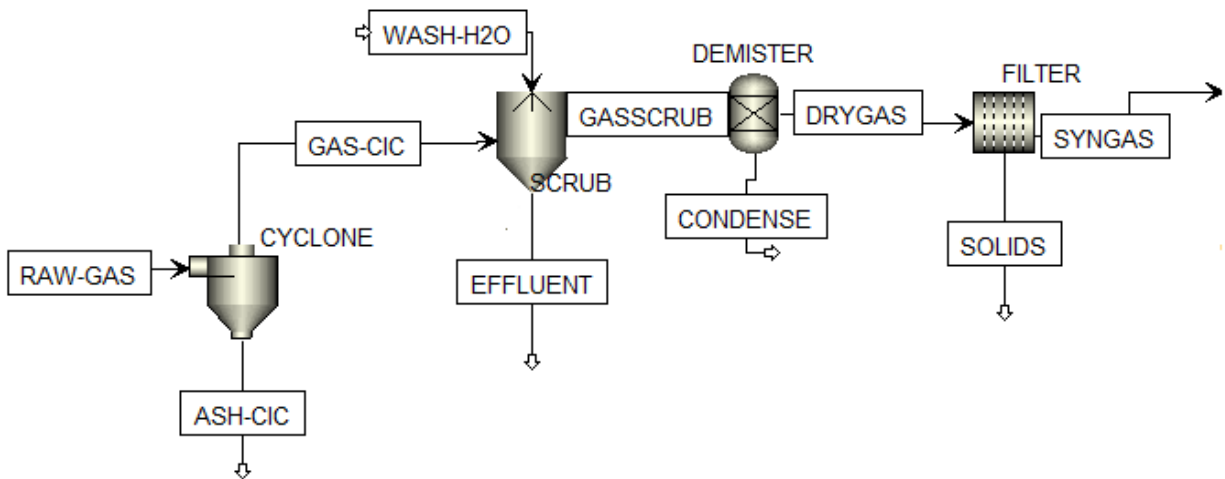 WASH-H2O
DEMISTER
FILTER
GASSCRUB
DRYGAS
SYNGAS
GAS-CIC
SCRUB
CONDENSE
CYCLONE
SOLIDS
RAW-GAS
EFFLUENT
ASH-CIC